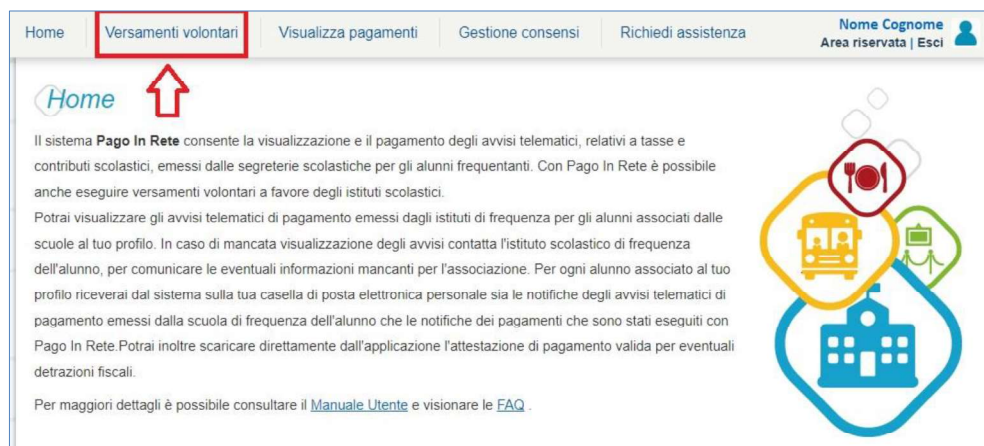 Home Versamenti volontari Visualizza pagamenti Gestione consensi Richiedi assistenza Nome Cognome
Area riservata | Esci
Home
Il sistema Pago In Rete consente la visualizzazione e il pagamento degli avvisi telematici, relativi a tasse e
contributi scolastici, emessi dalle segreterie scolastiche per gli alunni frequentanti. Con Pago In Rete è possibile
anche eseguire versamenti volontari a favore degli istituti scolastici.
Potrai visualizzare gli avvisi telematici di pagamento emessi dagli istituti di frequenza per gli alunni associati dalle
scuole al tuo profilo. In caso di mancata visualizzazione degli avvisi contatta l'istituto scolastico di frequenza
dell'alunno, per comunicare le eventuali informazioni mancanti per l'associazione. Per ogni alunno associato al tuo
profilo riceverai dal sistema sulla tua casella di posta elettronica personale sia le notifiche degli avvisi telematici di
pagamento emessi dalla scuola di frequenza dell'alunno che le notifiche dei pagamenti che sono stati eseguiti con
Pago In Rete.Potrai inoltre scaricare direttamente dall'applicazione l'attestazione di pagamento valida per eventuali
detrazioni fiscali.
Per maggiori dettagli è possibile consultare il Manuale Utente e visionare le FAQ .